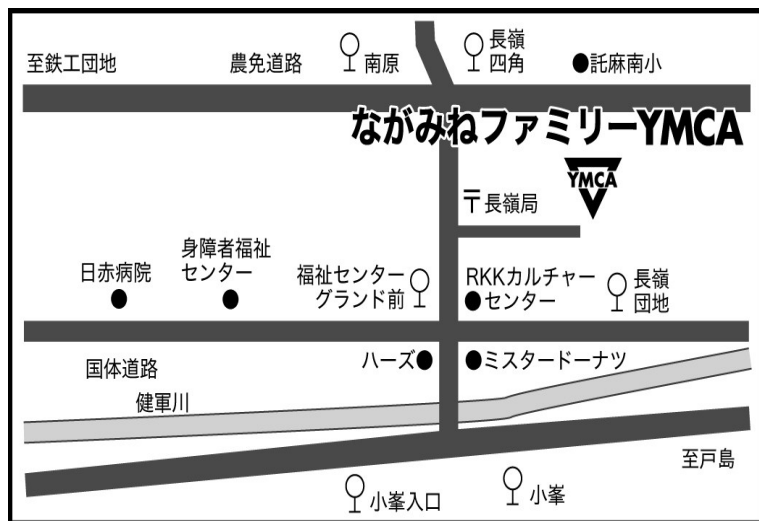 至鉄工団地
農免道路
南原
長嶺
四角
●託麻南小
ながみねファミリーYMCA
YMCA
〒長嶺局
日赤病院
身障者福祉
センター
福祉センター
グランド前
RKKカルチャー
●センター
長嶺
団地
国体道路
ハーズ●
●ミスタードーナツ
健軍川
至戸島
小峯入口
小峯